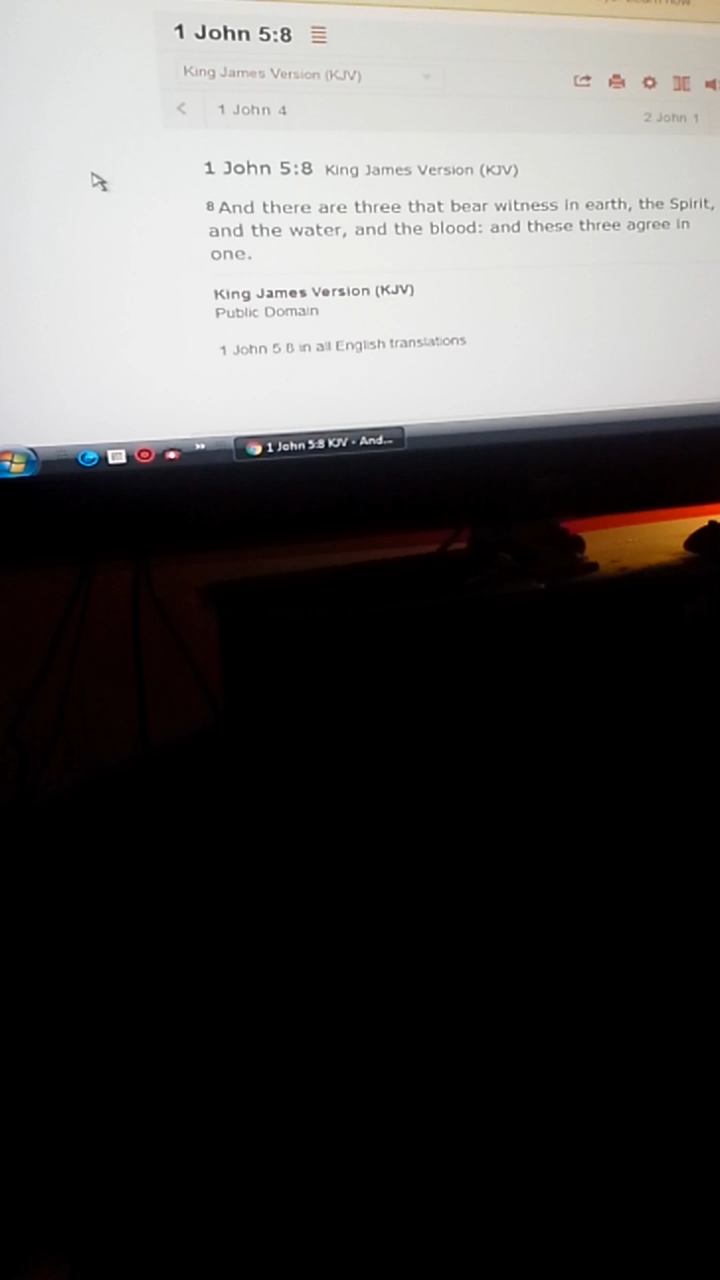 1 John 5:8
King James Version (KJV)
1 John 4
2 John 1
1 John 5:8 King James Version (KJV)
8 And there are three that bear witness in earth, the Spirit,
and the water, and the blood: and these three agree in
one.
King James Version (KJV)
Public Domain
1 John 5 8 in all English translations
1 John 5:8 KJV - And...